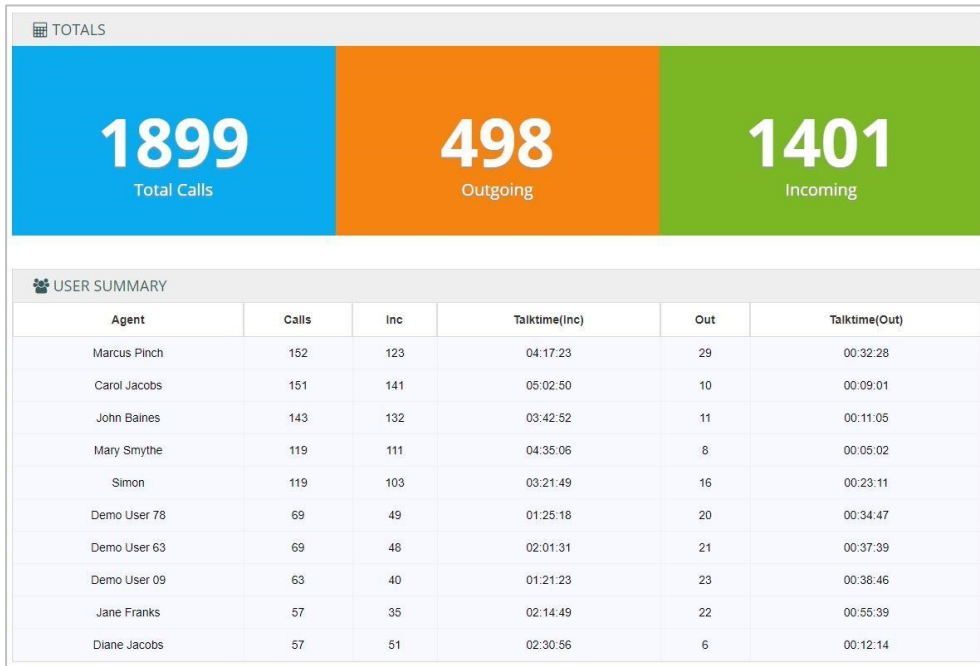 TOTALS
1899 498 1401
Total Calls Outgoing Incoming
USER SUMMARY
Agent Calls Inc Talktime(Inc) Out Talktime(Out)
Marcus Pinch 152 123 04:17:23 29 00:32:28
Carol Jacobs 151 141 05:02:50 10 00:09:01
John Baines 143 132 03:42:52 11 00:11:05
Mary Smythe 119 111 04:35:06 8 00:05:02
Simon 119 103 03:21:49 16 00:23:11
Demo User 78 69 49 01:25:18 20 00:34:47
Demo User 63 69 48 02:01:31 21 00:37:39
Demo User 09 63 40 01:21:23 23 00:38:46
Jane Franks 57 35 02:14:49 22 00:55:39
Diane Jacobs 57 51 02:30:56 6 00:12:14